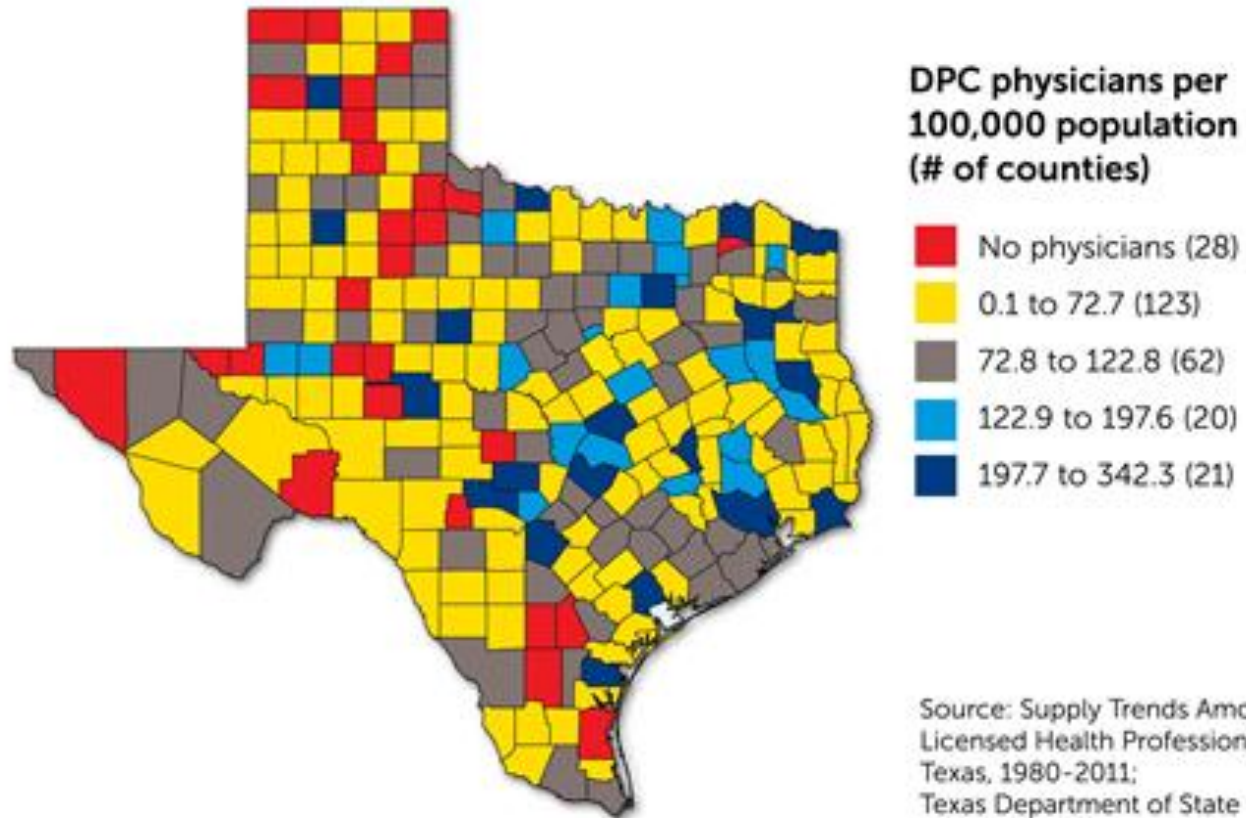 DPC physicians per
100,000 population
(# of counties)
No physicians (28)
0.1 to 72.7 (123)
72.8 to 122.8 (62)
122.9 to 197.6 (20)
197.7 to 342.3 (21)
Source: Supply Trends Amo
Licensed Health Profession
Texas, 1980-2011;
Texas Department of State